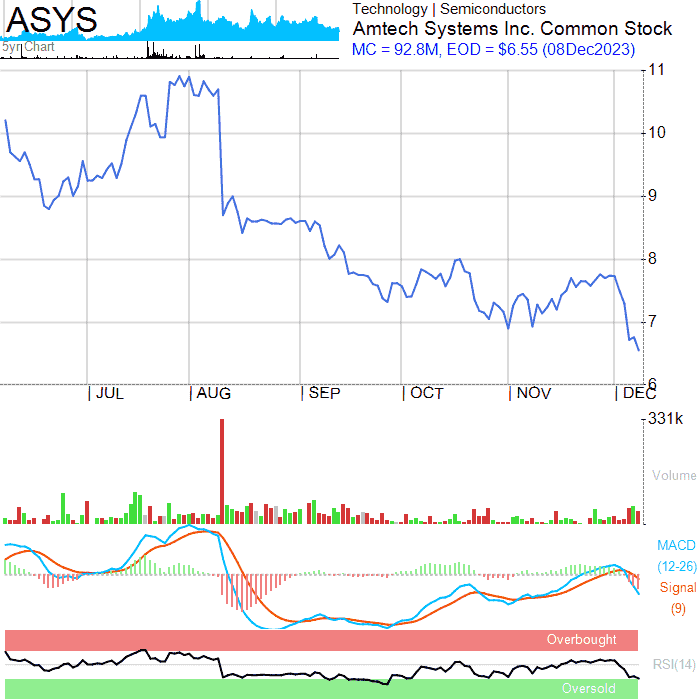 ASYS
5yr Chart
Technology | Semiconductors
Amtech Systems Inc. Common Stock
MC = 92.8M, EOD = $6.55 (08Dec2023)
11
10
9
8
7
6
JUL AUG SEP OCT NOV DEC
331k
Volume
MACD
(12-26)
Signal
(9)
Overbought
RSI(14)
Oversold